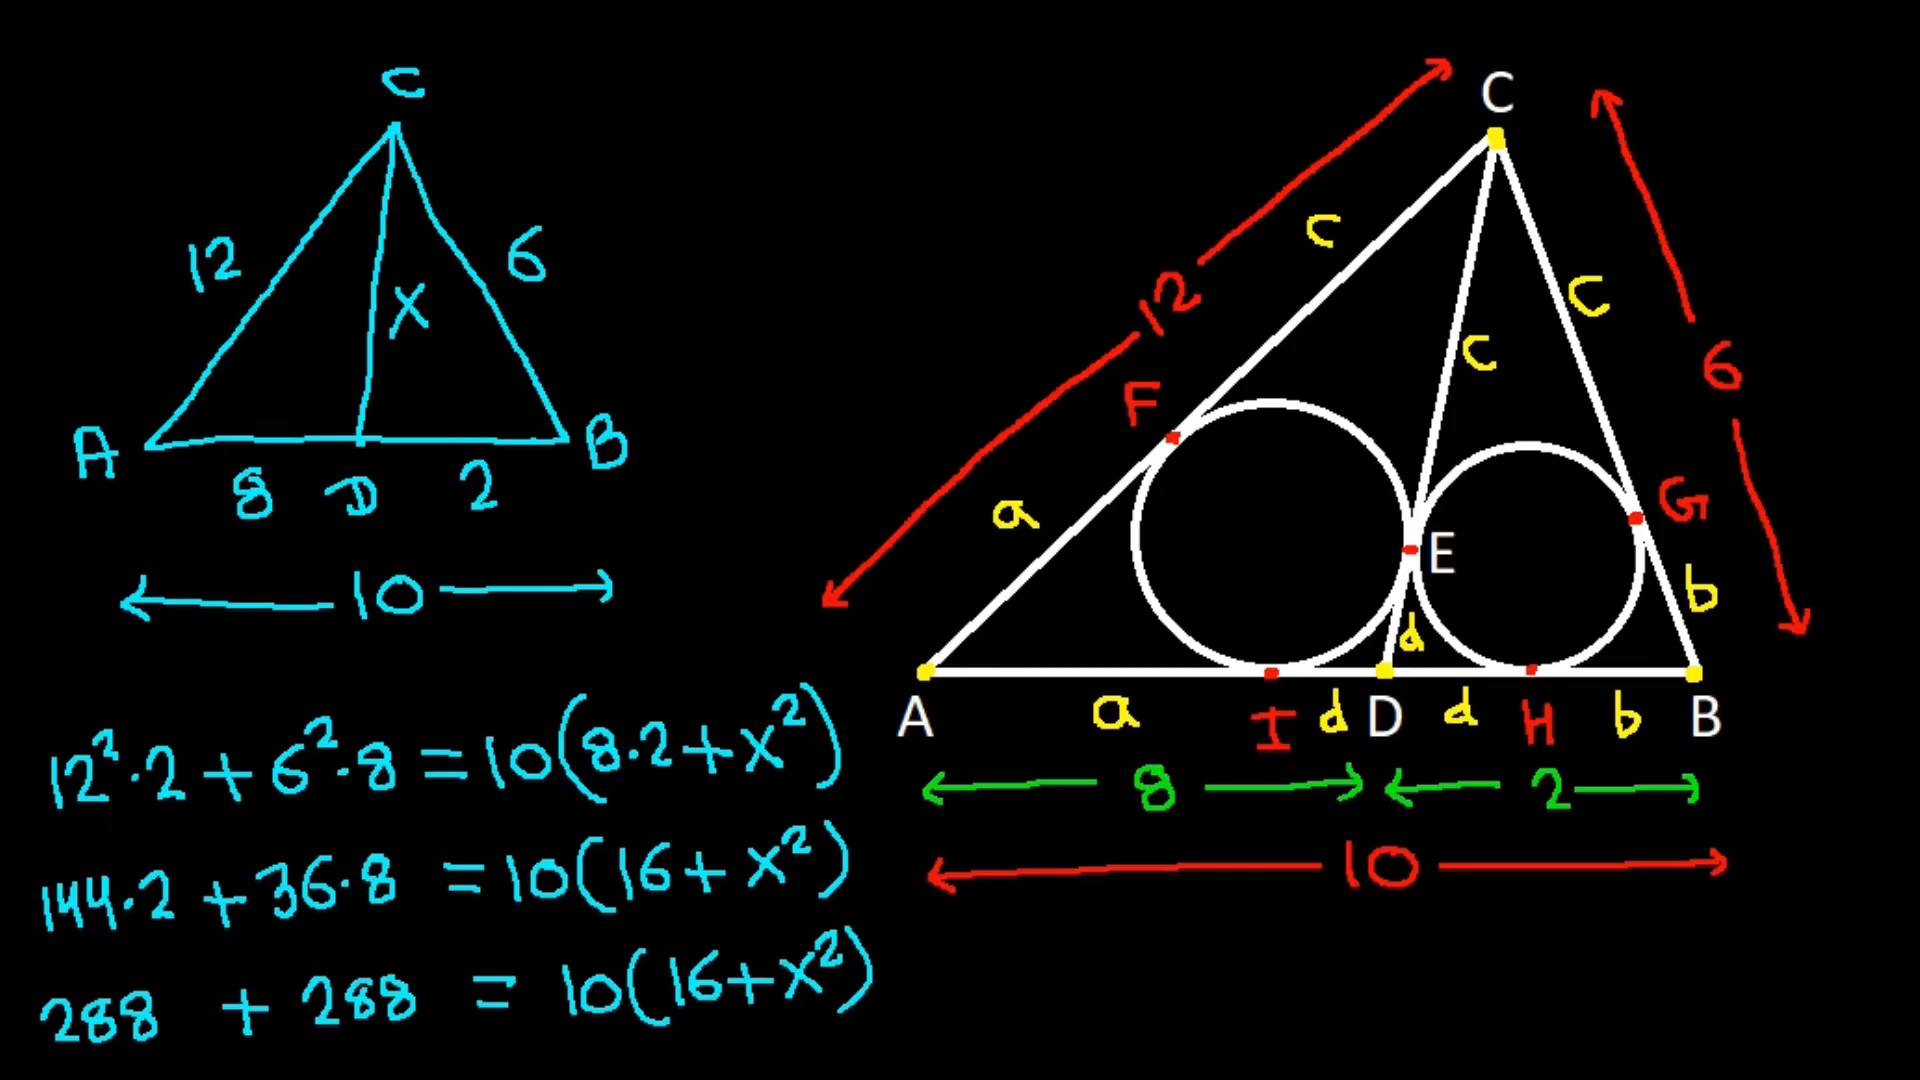 C
12
6
X
A
B
8 D 2
10
12²·2 + 6²·8 = 10(8·2+x²)
144·2 + 36·8 = 10(16+x²)
288 + 288 = 10(16+x²)
C
12
6
c
c
c
F
a
G
E
b
d
A
a
I
d
D
d
H
b
B
8
2
10